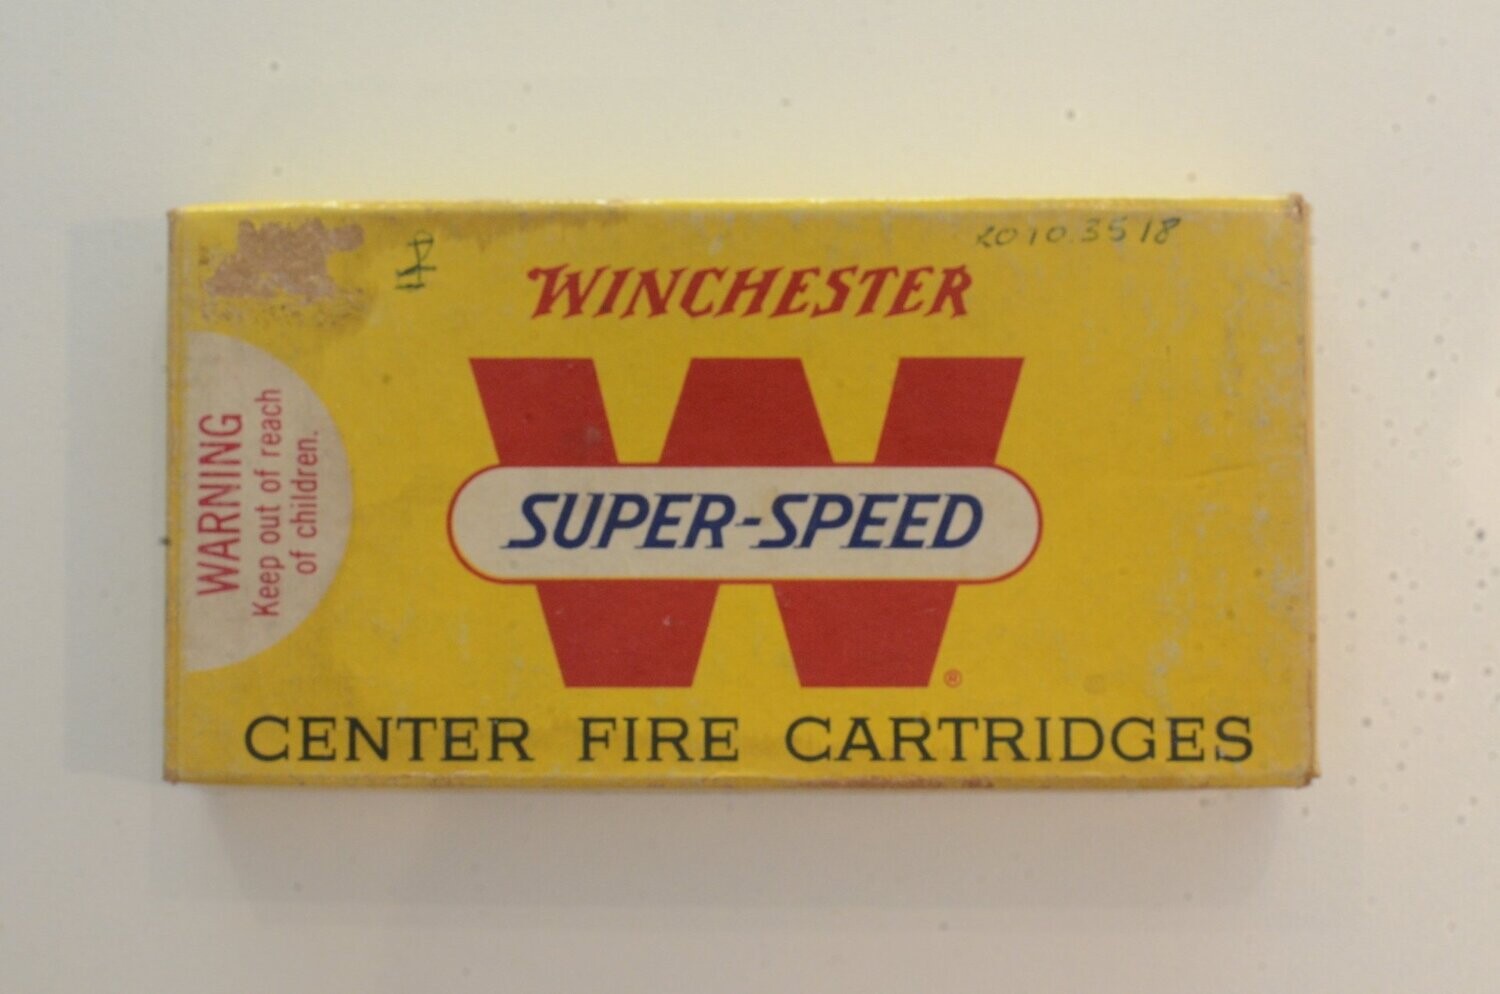 2010.3518
WINCHESTER
W
SUPER-SPEED
®
CENTER FIRE CARTRIDGES
WARNING
Keep out of reach
of children.